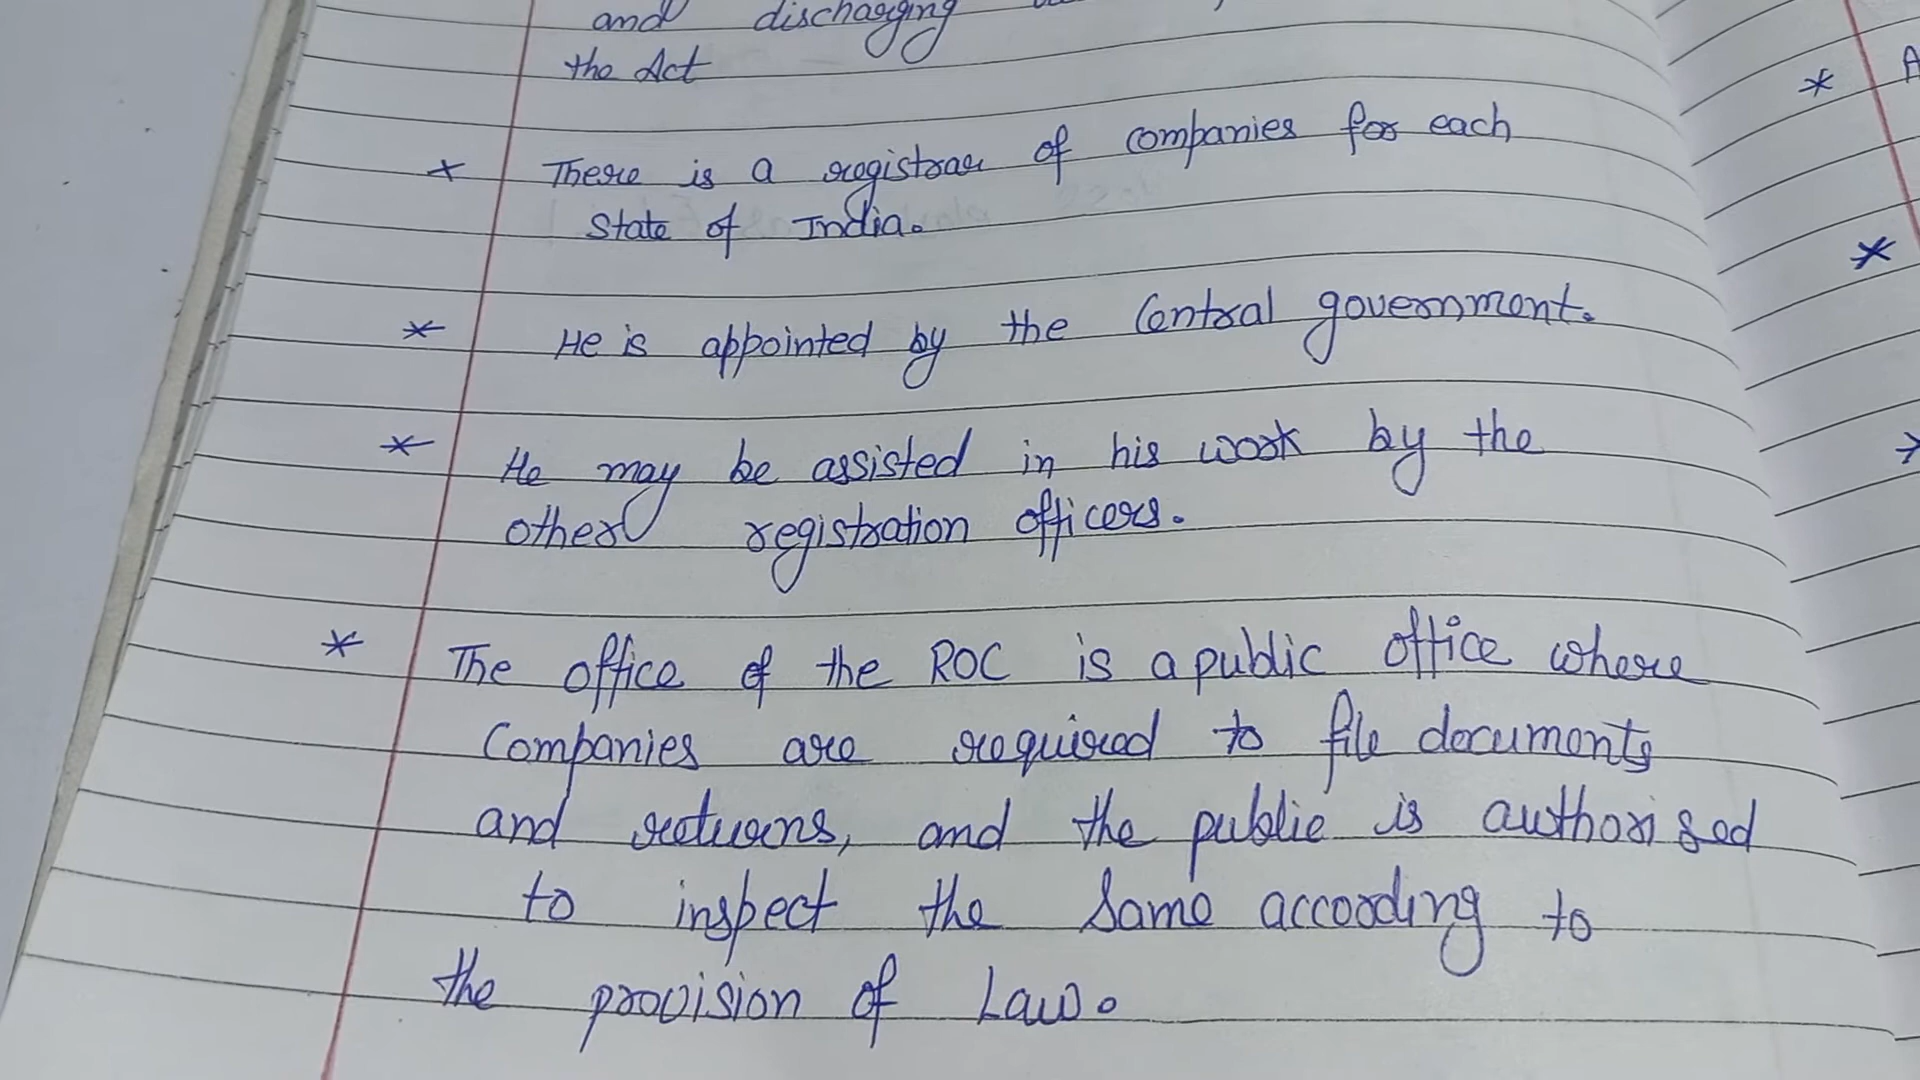 and discharging
the Act
* There is a registrar of companies for each
State of India.
* He is appointed by the Central government.
* He may be assisted in his work by the
other registration officers.
* The office of the ROC is a public office where
Companies are required to file documents
and returns, and the public is authorised
to inspect the same according to
the provision of Law.
* A
*